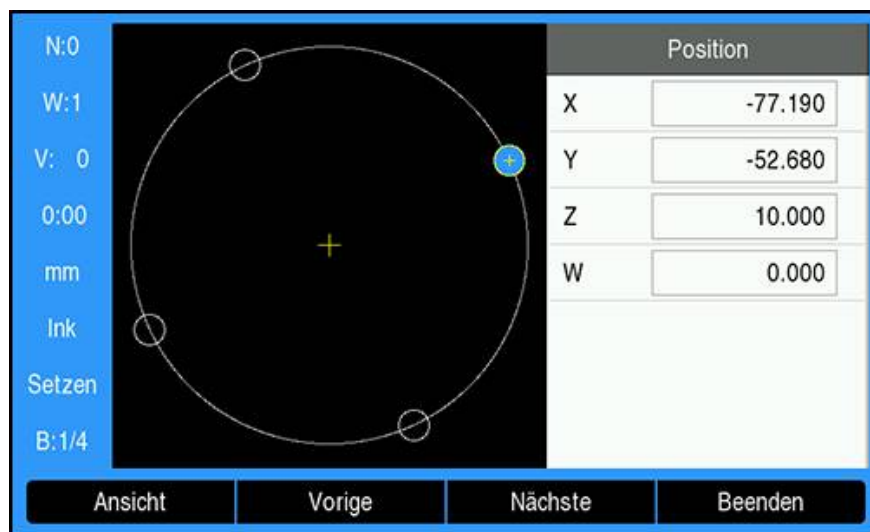 N:0
W:1
V: 0
0:00
mm
Ink
Setzen
B:1/4
Position
X -77.190
Y -52.680
Z 10.000
W 0.000
Ansicht Vorige Nächste Beenden